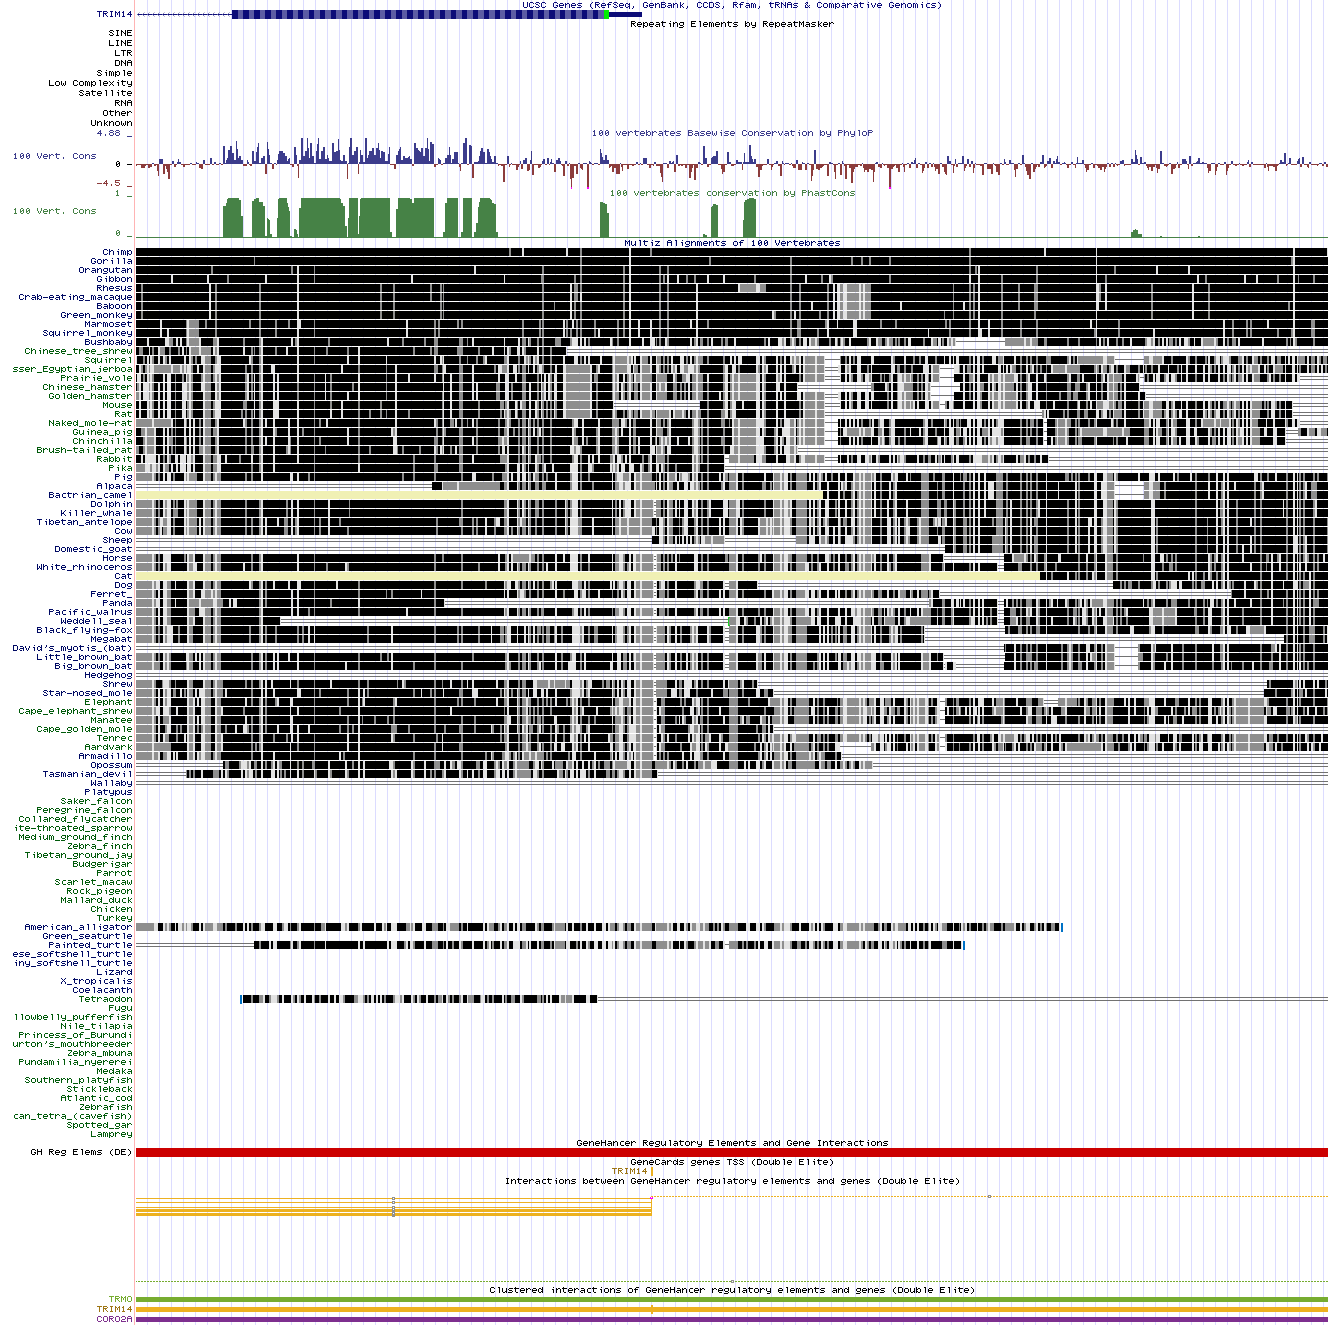 UCSC Genes (RefSeq, GenBank, CCDS, Rfam, tRNAs & Comparative Genomics)
TRIM14
Repeating Elements by RepeatMasker
SINE
LINE
LTR
DNA
Simple
Low Complexity
Satellite
RNA
Other
Unknown
100 vertebrates Basewise Conservation by PhyloP
4.88 _
100 Vert. Cons
0 _
-4.5 _
100 vertebrates conservation by PhastCons
1 _
100 Vert. Cons
0 _
Multiz Alignments of 100 Vertebrates
Chimp
Gorilla
Orangutan
Gibbon
Rhesus
Crab-eating_macaque
Baboon
Green_monkey
Marmoset
Squirrel_monkey
Bushbaby
Chinese_tree_shrew
Squirrel
sser_Egyptian_jerboa
Prairie_vole
Chinese_hamster
Golden_hamster
Mouse
Rat
Naked_mole-rat
Guinea_pig
Chinchilla
Brush-tailed_rat
Rabbit
Pika
Pig
Alpaca
Bactrian_camel
Dolphin
Killer_whale
Tibetan_antelope
Cow
Sheep
Domestic_goat
Horse
White_rhinoceros
Cat
Dog
Ferret_
Panda
Pacific_walrus
Weddell_seal
Black_flying-fox
Megabat
David's_myotis_(bat)
Little_brown_bat
Big_brown_bat
Hedgehog
Shrew
Star-nosed_mole
Elephant
Cape_elephant_shrew
Manatee
Cape_golden_mole
Tenrec
Aardvark
Armadillo
Opossum
Tasmanian_devil
Wallaby
Platypus
Saker_falcon
Peregrine_falcon
Collared_flycatcher
ite-throated_sparrow
Medium_ground_finch
Zebra_finch
Tibetan_ground_jay
Budgerigar
Parrot
Scarlet_macaw
Rock_pigeon
Mallard_duck
Chicken
Turkey
American_alligator
Green_seaturtle
Painted_turtle
ese_softshell_turtle
iny_softshell_turtle
Lizard
X_tropicalis
Coelacanth
Tetraodon
Fugu
llowbelly_pufferfish
Nile_tilapia
Princess_of_Burundi
urton's_mouthbreeder
Zebra_mbuna
Pundamilia_nyererei
Medaka
Southern_platyfish
Stickleback
Atlantic_cod
Zebrafish
can_tetra_(cavefish)
Spotted_gar
Lamprey
GeneHancer Regulatory Elements and Gene Interactions
GH Reg Elems (DE)
GeneCards genes TSS (Double Elite)
TRIM14
Interactions between GeneHancer regulatory elements and genes (Double Elite)
Clustered interactions of GeneHancer regulatory elements and genes (Double Elite)
TRMO
TRIM14
CORO2A